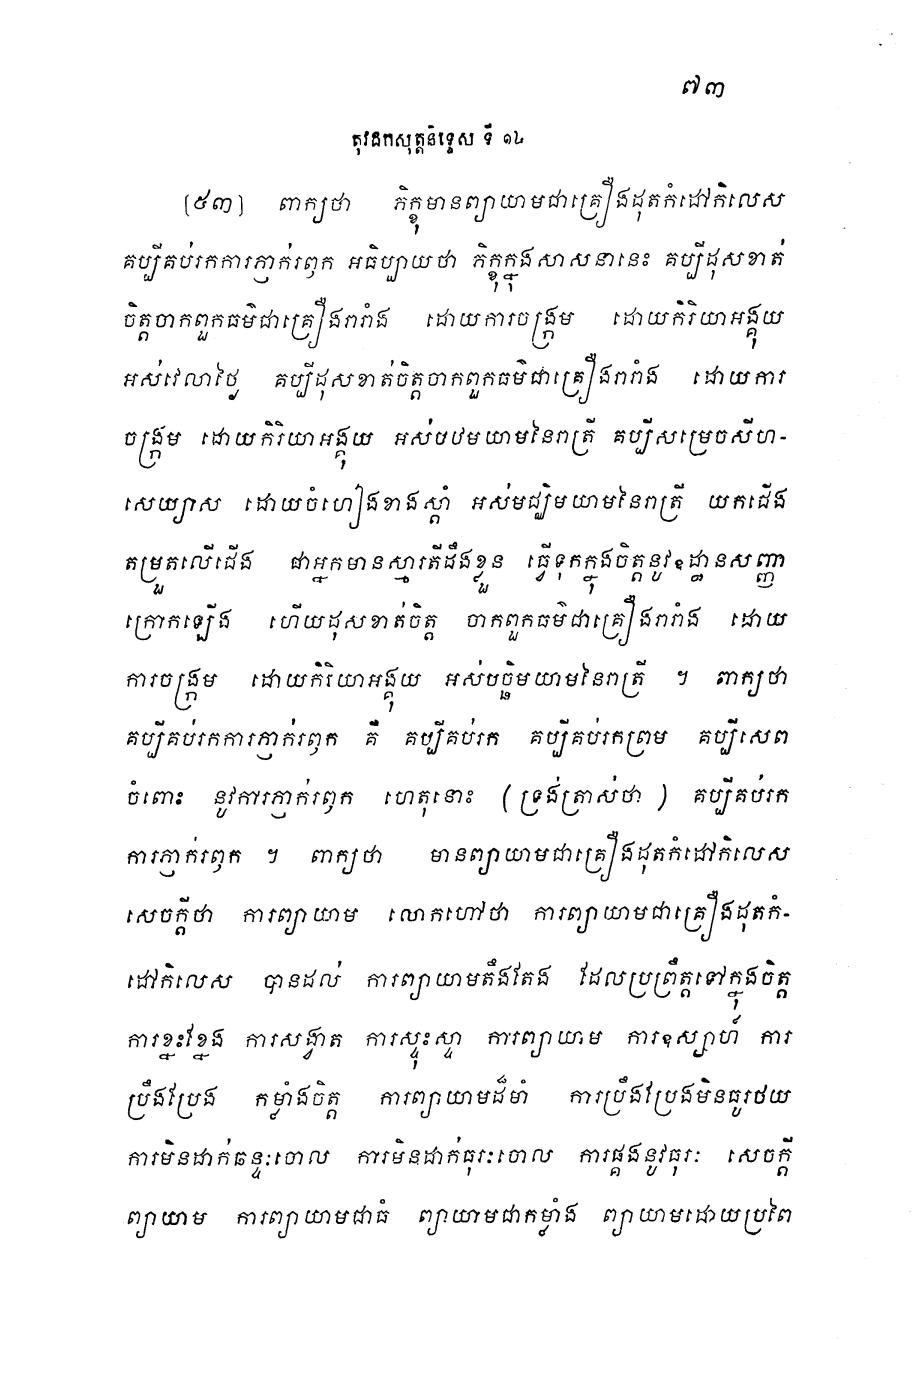 ៧៣
តុវដកសុត្តនិទ្ទេស ទី ១៤
(៥៣) ពាក្យថា ភិក្ខុមានព្យាយាមជាគ្រឿងដុតកំដៅកិលេស
គប្បីគប់រកការភ្ញាក់រឭក អធិប្បាយថា ភិក្ខុក្នុងសាសនានេះ គប្បីដុសខាត់
ចិត្តចាកពួកធម៌ជាគ្រឿងរារាំង ដោយការចង្ក្រម ដោយកិរិយាអង្គុយ
អស់វេលាថ្ងៃ គប្បីដុសខាត់ចិត្តចាកពួកធម៌ជាគ្រឿងរារាំង ដោយការ
ចង្ក្រម ដោយកិរិយាអង្គុយ អស់បឋមយាមនៃរាត្រី គប្បីសម្រេចសីហ-
សេយ្យាស ដោយចំហៀងខាងស្តាំ អស់មជ្ឈិមយាមនៃរាត្រី យកជើង
តម្រួតលើជើង ជាអ្នកមានស្មារតីដឹងខ្លួន ធ្វើទុកក្នុងចិត្តនូវឧដ្ឋានសញ្ញា
ក្រោកឡើង ហើយដុសខាត់ចិត្ត ចាកពួកធម៌ជាគ្រឿងរារាំង ដោយ
ការចង្ក្រម ដោយកិរិយាអង្គុយ អស់បច្ឆិមយាមនៃរាត្រី ។ ពាក្យថា
គប្បីគប់រកការភ្ញាក់រឭក គឺ គប្បីគប់រក គប្បីគប់រកព្រម គប្បីសេព
ចំពោះ នូវការភ្ញាក់រឭក ហេតុនោះ (ទ្រង់ត្រាស់ថា) គប្បីគប់រក
ការភ្ញាក់រឭក ។ ពាក្យថា មានព្យាយាមជាគ្រឿងដុតកំដៅកិលេស
សេចក្តីថា ការព្យាយាម លោកហៅថា ការព្យាយាមជាគ្រឿងដុតកំ-
ដៅកិលេស បានដល់ ការព្យាយាមតឹងតែង ដែលប្រព្រឹត្តទៅក្នុងចិត្ត
ការខ្នះខ្នែង ការសង្វាត ការស្ទុះស្ទា ការព្យាយាម ការឧស្សាហ៍ ការ
ប្រឹងប្រែង កម្លាំងចិត្ត ការព្យាយាមដ៏មាំ ការប្រឹងប្រែងមិនធូរថយ
ការមិនដាក់ឆន្ទៈចោល ការមិនដាក់ធុរៈចោល ការផ្គងនូវធុរៈ សេចក្តី
ព្យាយាម ការព្យាយាមជាធំ ព្យាយាមជាកម្លាំង ព្យាយាមដោយប្រពៃ